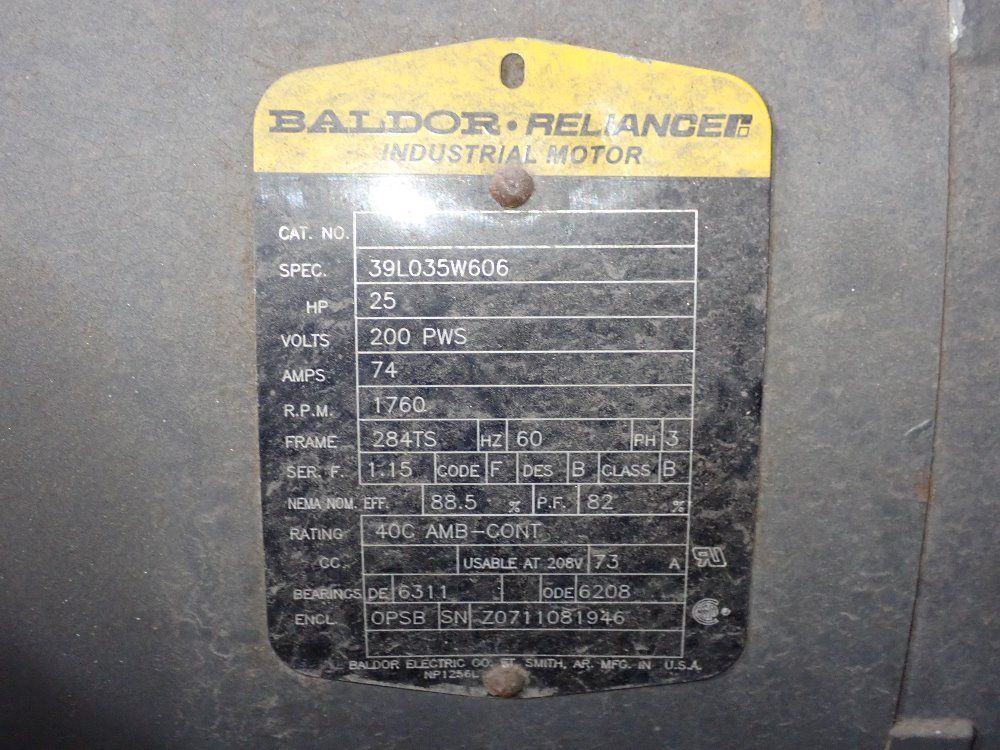 BALDOR • RELIANCE
INDUSTRIAL MOTOR
CAT. NO.
SPEC. 39L035W606
HP 25
VOLTS 200 PWS
AMPS 74
R.P.M. 1760
FRAME 284TS HZ 60 PH 3
SER. F. 1.15 CODE F DES B CLASS B
NEMA NOM. EFF. 88.5 % P.F. 82 %
RATING 40C AMB-CONT
CC USABLE AT 208V 73 A
BEARINGS DE 6311 ODE 6208
ENCL OPSB SN Z0711081946
BALDOR ELECTRIC CO. FT. SMITH, AR. MFG. IN U.S.A.
NP1256L